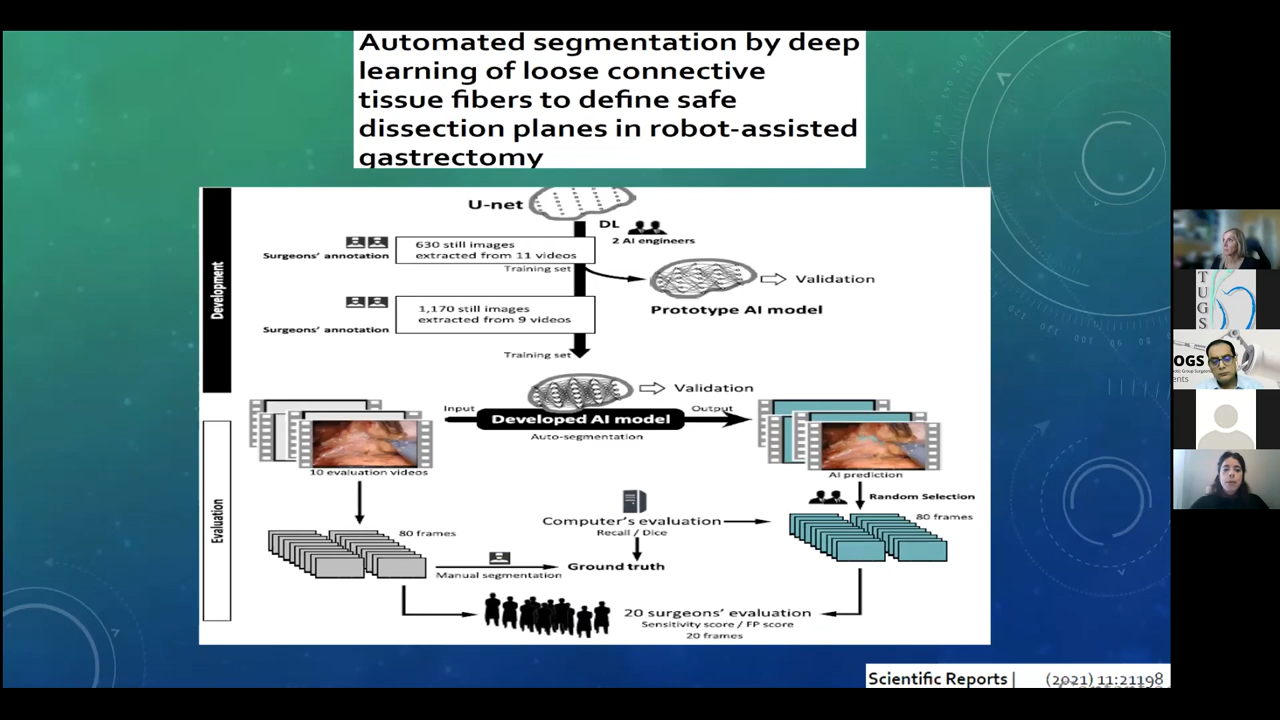 Automated segmentation by deep
learning of loose connective
tissue fibers to define safe
dissection planes in robot-assisted
gastrectomy
Development
U-net
DL
2 AI engineers
Surgeons' annotation
630 still images
extracted from 11 videos
Training set
Validation
Prototype AI model
Surgeons' annotation
1,170 still images
extracted from 9 videos
Training set
Validation
Input
Developed AI model
Output
Auto-segmentation
Evaluation
10 evaluation videos
AI prediction
Random Selection
80 frames
80 frames
Computer's evaluation
Recall / Dice
Manual segmentation
Ground truth
20 surgeons' evaluation
Sensitivity score / FP score
20 frames
Scientific Reports | (2021) 11:21198
TUGS
OGS